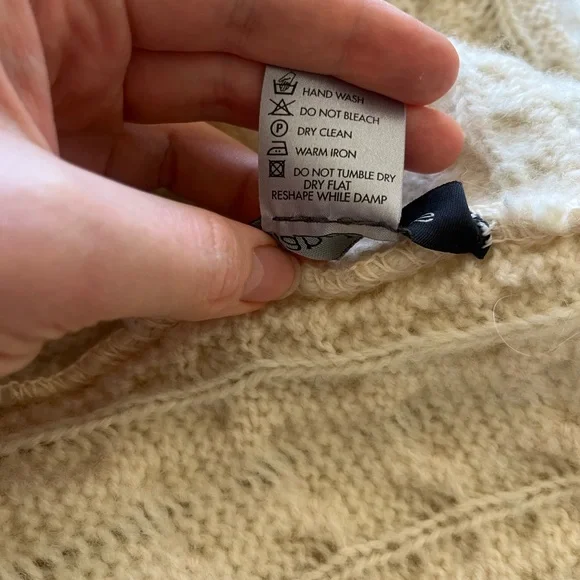 HAND WASH
DO NOT BLEACH
P DRY CLEAN
WARM IRON
DO NOT TUMBLE DRY
DRY FLAT
RESHAPE WHILE DAMP